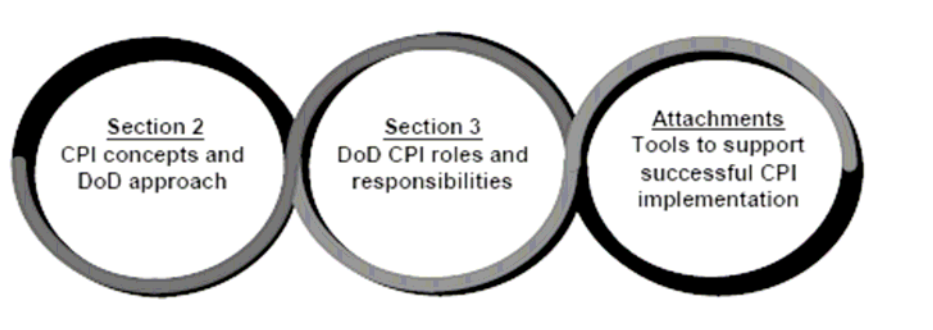 Section 2
CPI concepts and
DoD approach
Section 3
DoD CPI roles and
responsibilities
Attachments
Tools to support
successful CPI
implementation